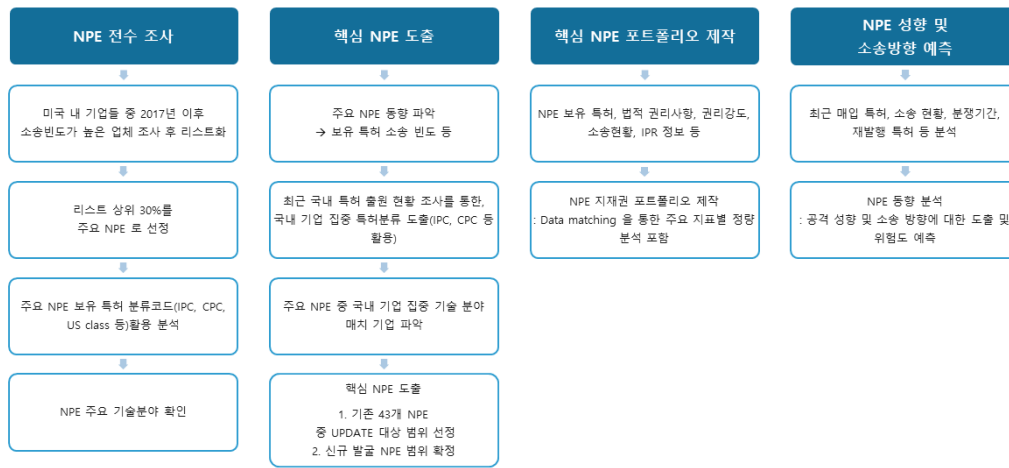 NPE 전수 조사
미국 내 기업들 중 2017년 이후
소송빈도가 높은 업체 조사 후 리스트화
리스트 상위 30%를
주요 NPE 로 선정
주요 NPE 보유 특허 분류코드(IPC, CPC,
US class 등)활용 분석
NPE 주요 기술분야 확인
핵심 NPE 도출
주요 NPE 동향 파악
→ 보유 특허 소송 빈도 등
최근 국내 특허 출원 현황 조사를 통한,
국내 기업 집중 특허분류 도출(IPC, CPC 등
활용)
주요 NPE 중 국내 기업 집중 기술 분야
매치 기업 파악
핵심 NPE 도출
1. 기존 43개 NPE
중 UPDATE 대상 범위 선정
2. 신규 발굴 NPE 범위 확정
핵심 NPE 포트폴리오 제작
NPE 보유 특허, 법적 권리사항, 권리강도,
소송현황, IPR 정보 등
NPE 지재권 포트폴리오 제작
: Data matching 을 통한 주요 지표별 정량
분석 포함
NPE 성향 및
소송방향 예측
최근 매입 특허, 소송 현황, 분쟁기간,
재발행 특허 등 분석
NPE 동향 분석
: 공격 성향 및 소송 방향에 대한 도출 및
위험도 예측